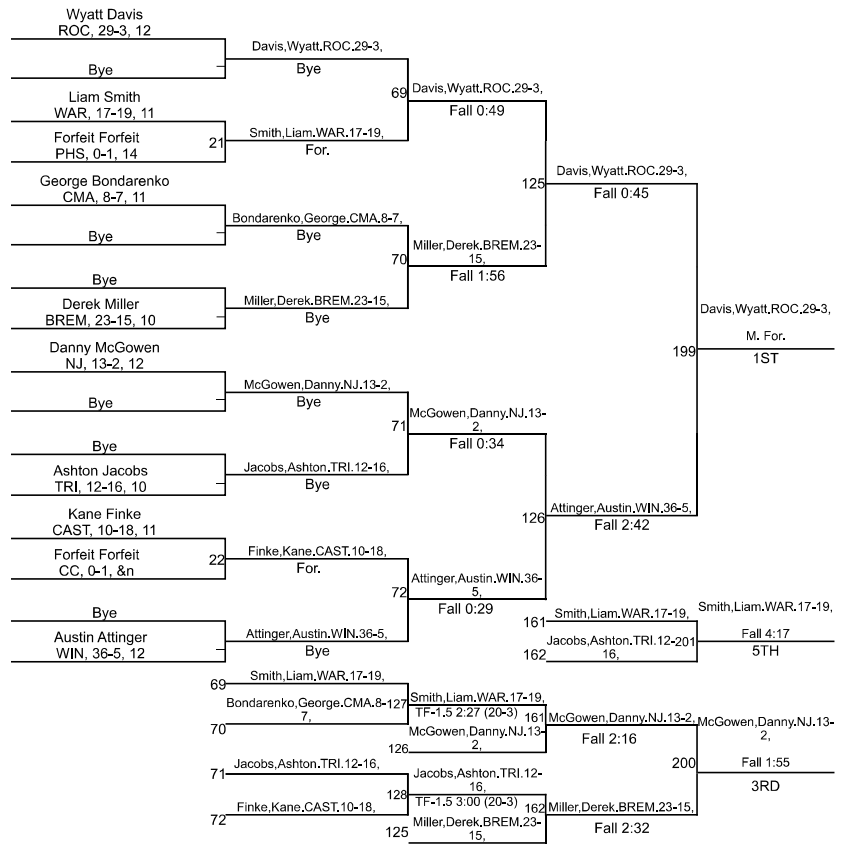 Wyatt Davis
ROC, 29-3, 12
Bye
Liam Smith
WAR, 17-19, 11
Forfeit Forfeit
PHS, 0-1, 14
George Bondarenko
CMA, 8-7, 11
Bye
Bye
Derek Miller
BREM, 23-15, 10
Danny McGowen
NJ, 13-2, 12
Bye
Bye
Ashton Jacobs
TRI, 12-16, 10
Kane Finke
CAST, 10-18, 11
Forfeit Forfeit
CC, 0-1, &n
Bye
Austin Attinger
WIN, 36-5, 12
Davis,Wyatt.ROC.29-3,
Bye
21
Smith,Liam.WAR.17-19,
For.
Bondarenko,George.CMA.8-7,
Bye
Miller,Derek.BREM.23-15,
Bye
McGowen,Danny.NJ.13-2,
Bye
Jacobs,Ashton.TRI.12-16,
Bye
22
Finke,Kane.CAST.10-18,
For.
Attinger,Austin.WIN.36-5,
Bye
69
Davis,Wyatt.ROC.29-3,
Fall 0:49
70
Miller,Derek.BREM.23-
15,
Fall 1:56
71
McGowen,Danny.NJ.13-
2,
Fall 0:34
72
Attinger,Austin.WIN.36-
5,
Fall 0:29
125
Davis,Wyatt.ROC.29-3,
Fall 0:45
126
Attinger,Austin.WIN.36-5,
Fall 2:42
199
Davis,Wyatt.ROC.29-3,
M. For.
1ST
161
Smith,Liam.WAR.17-19,
162
Jacobs,Ashton.TRI.12-
16,
201
Smith,Liam.WAR.17-19,
Fall 4:17
5TH
69
Smith,Liam.WAR.17-19,
70
Bondarenko,George.CMA.8-
7,
71
Jacobs,Ashton.TRI.12-16,
72
Finke,Kane.CAST.10-18,
127
Smith,Liam.WAR.17-19,
TF-1.5 2:27 (20-3)
126
McGowen,Danny.NJ.13-
2,
128
Jacobs,Ashton.TRI.12-
16,
TF-1.5 3:00 (20-3)
125
Miller,Derek.BREM.23-
15,
161
McGowen,Danny.NJ.13-2,
Fall 2:16
162
Miller,Derek.BREM.23-15,
Fall 2:32
200
McGowen,Danny.NJ.13-
2,
Fall 1:55
3RD